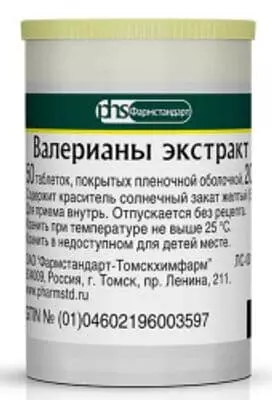 phs Фармстандарт
Валерианы экстракт
50 таблеток, покрытых пленочной оболочкой, 20
Содержит краситель солнечный закат желтый
Для приема внутрь. Отпускается без рецепта.
Хранить при температуре не выше 25 °С.
Хранить в недоступном для детей месте.
ОАО "Фармстандарт-Томскхимфарм" ЛС-
634009, Россия, г. Томск, пр. Ленина, 211.
www.pharmstd.ru
GTIN № (01)04602196003597